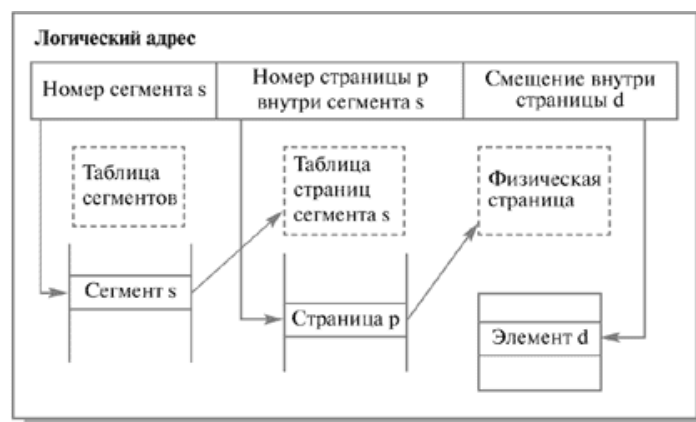 Логический адрес
Номер сегмента s
Номер страницы p
внутри сегмента s
Смещение внутри
страницы d
Таблица
сегментов
Таблица
страниц
сегмента s
Физическая
страница
Сегмент s
Страница p
Элемент d